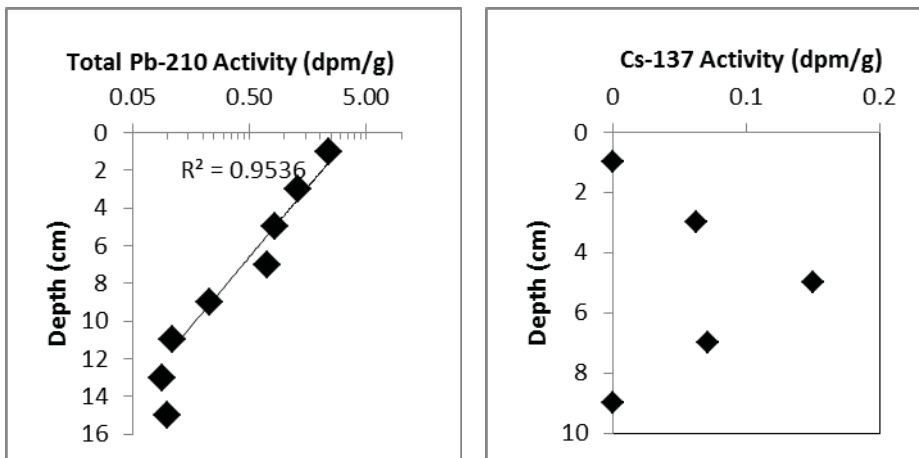 Total Pb-210 Activity (dpm/g)
0.05 0.50 5.00
0
2
4
6
8
10
12
14
16
Depth (cm)
R² = 0.9536
Cs-137 Activity (dpm/g)
0 0.1 0.2
0
2
4
6
8
10
Depth (cm)